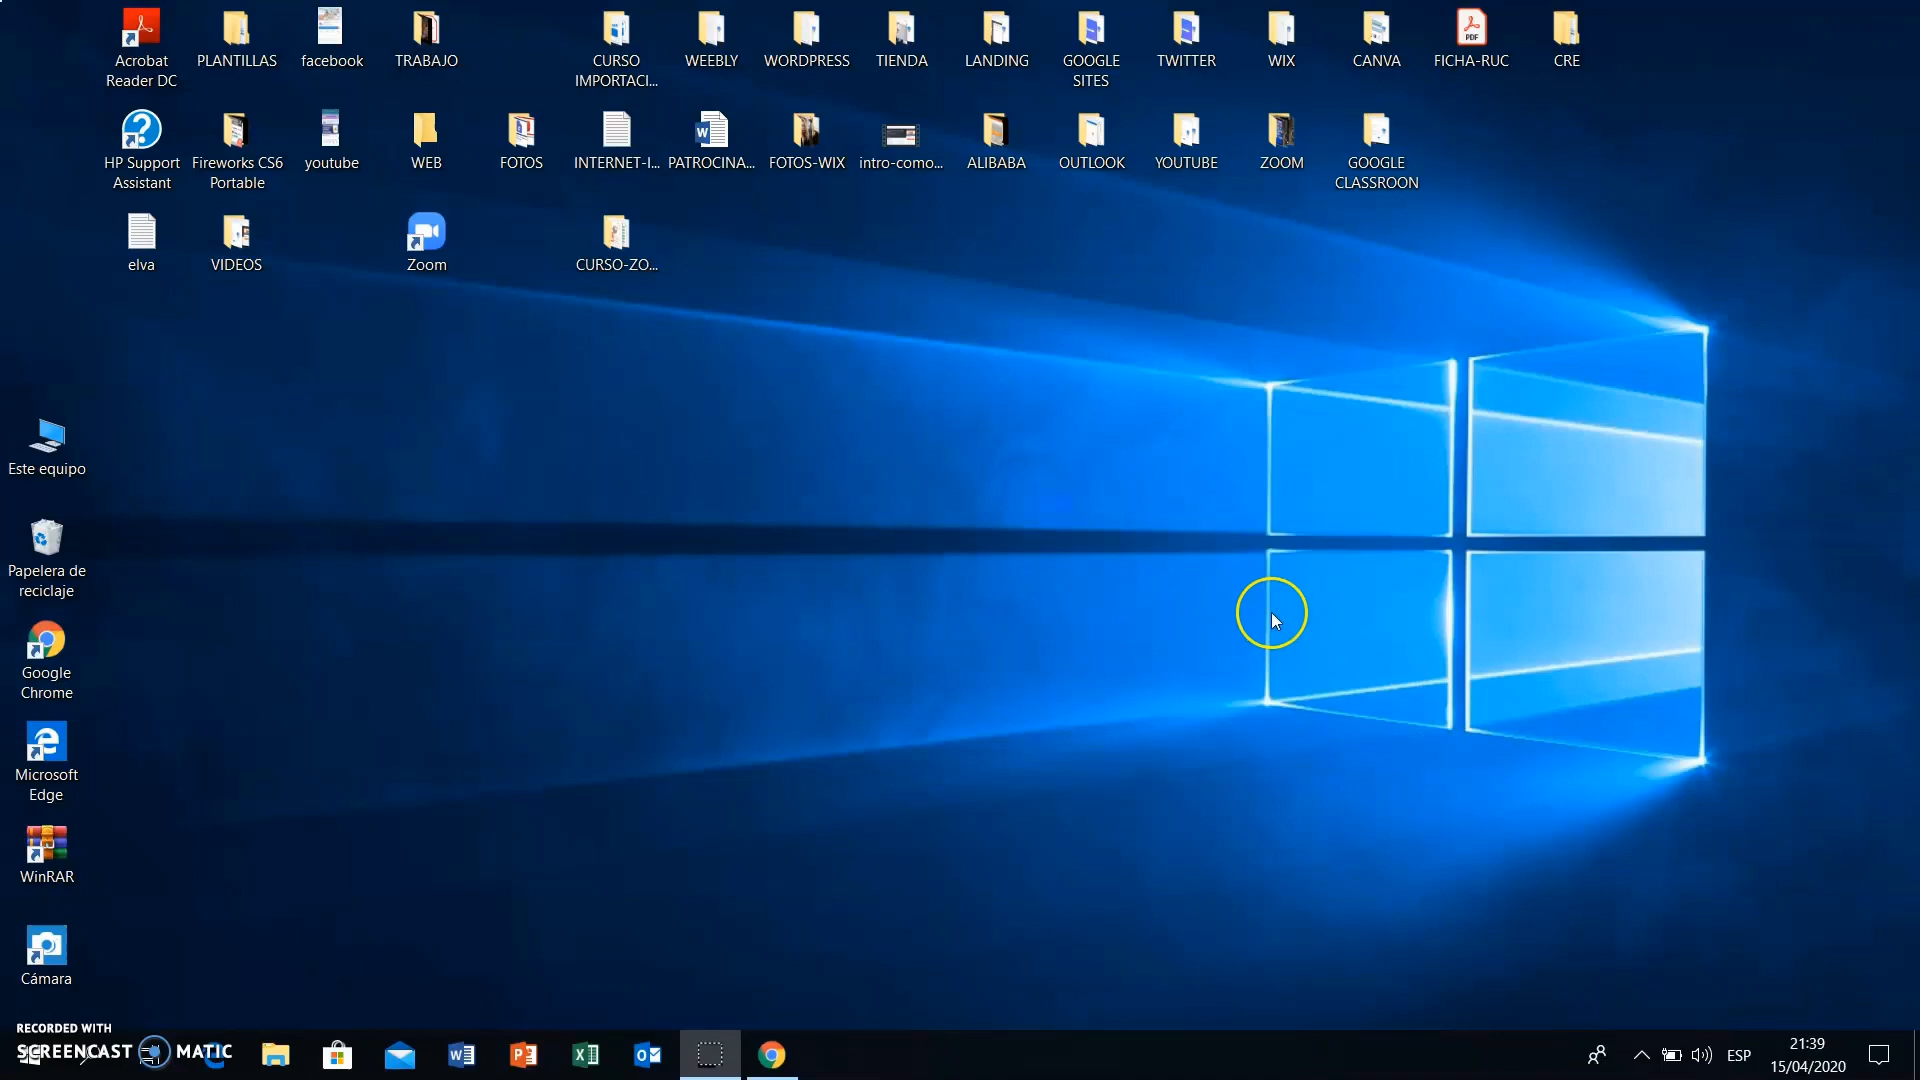 Acrobat
Reader DC
PLANTILLAS
facebook
TRABAJO
CURSO
IMPORTACI...
WEEBLY
WORDPRESS
TIENDA
LANDING
GOOGLE
SITES
TWITTER
WIX
CANVA
PDF
FICHA-RUC
CRE
HP Support
Assistant
Fireworks CS6
Portable
youtube
WEB
FOTOS
INTERNET-I...
PATROCINA...
FOTOS-WIX
intro-como...
ALIBABA
OUTLOOK
YOUTUBE
ZOOM
GOOGLE
CLASSROON
elva
VIDEOS
Zoom
CURSO-ZO...
Este equipo
Papelera de
reciclaje
Google
Chrome
Microsoft
Edge
WinRAR
Cámara
RECORDED WITH
SCREENCAST MATIC
ESP
21:39
15/04/2020